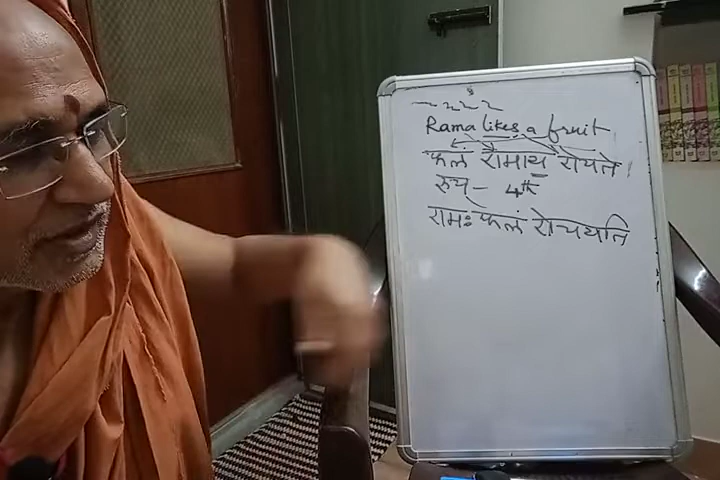 Rama likes a fruit
फलं रामाय रोचते
रुच् - 4th
रामः फलं रोचयति